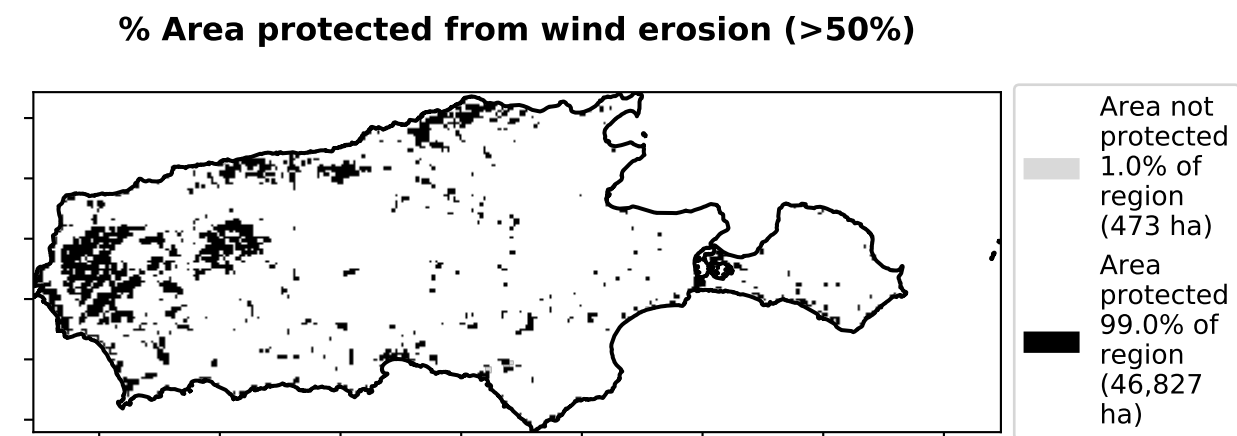 % Area protected from wind erosion (>50%)
Area not
protected
1.0% of
region
(473 ha)
Area
protected
99.0% of
region
(46,827
ha)